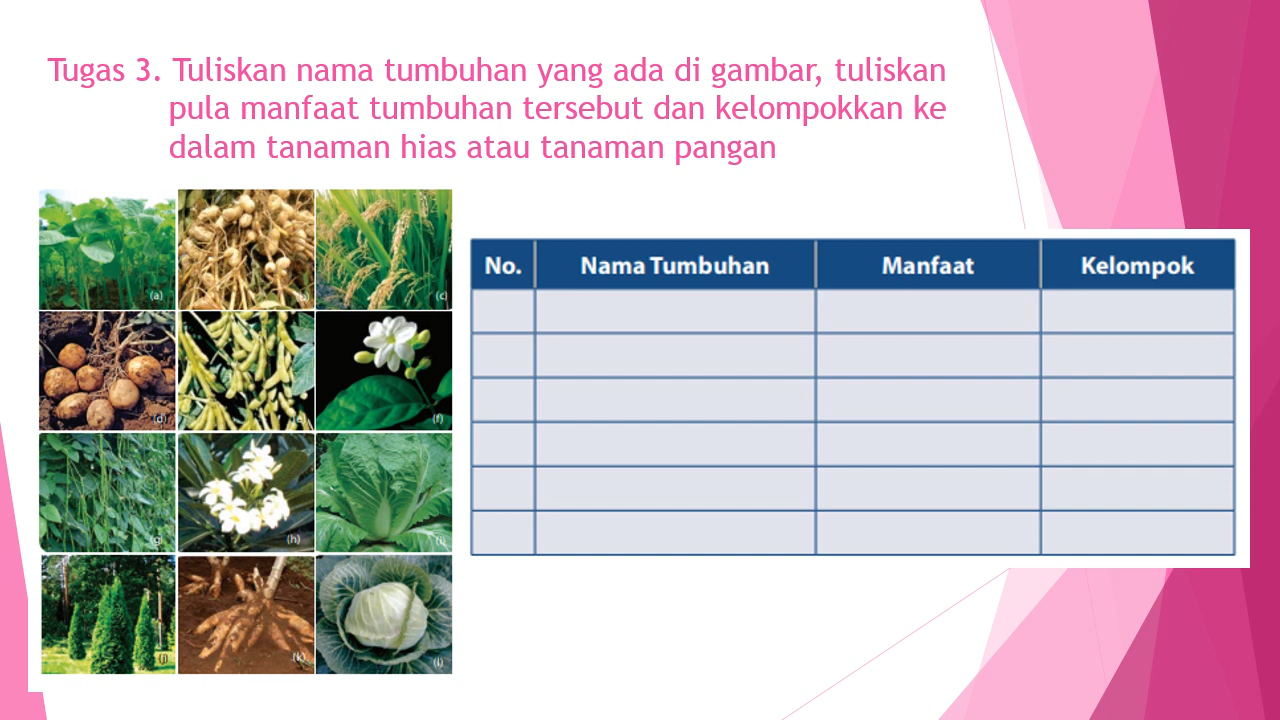 Tugas 3. Tuliskan nama tumbuhan yang ada di gambar, tuliskan
pula manfaat tumbuhan tersebut dan kelompokkan ke
dalam tanaman hias atau tanaman pangan
(a) (b) (c)
(d) (e) (f)
(g) (h) (i)
(j) (k) (l)
No. Nama Tumbuhan Manfaat Kelompok